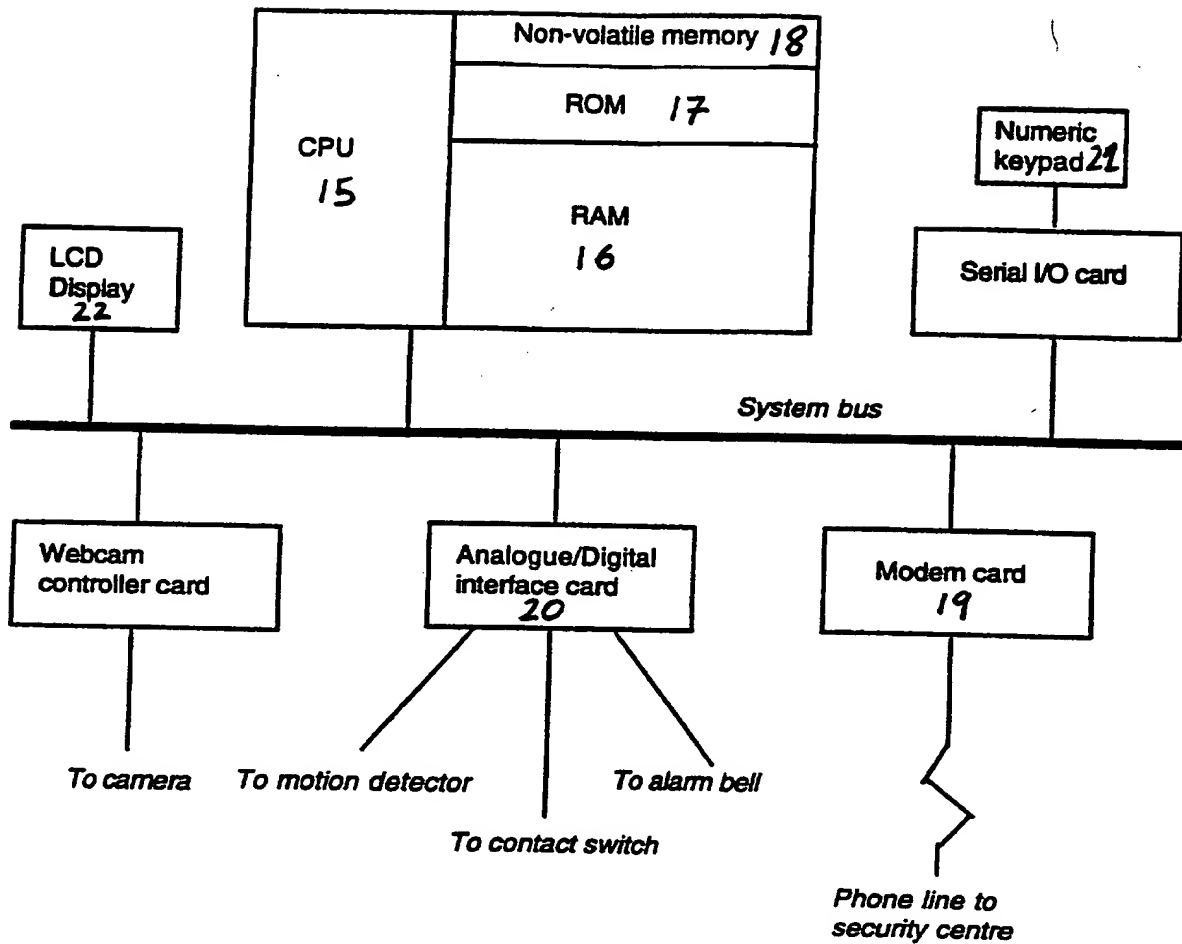 Non-volatile memory 18
ROM 17
CPU
15
RAM
16
Numeric
keypad 21
LCD
Display
22
Serial I/O card
System bus
Webcam
controller card
Analogue/Digital
interface card
20
Modem card
19
To camera
To motion detector
To alarm bell
To contact switch
Phone line to
security centre